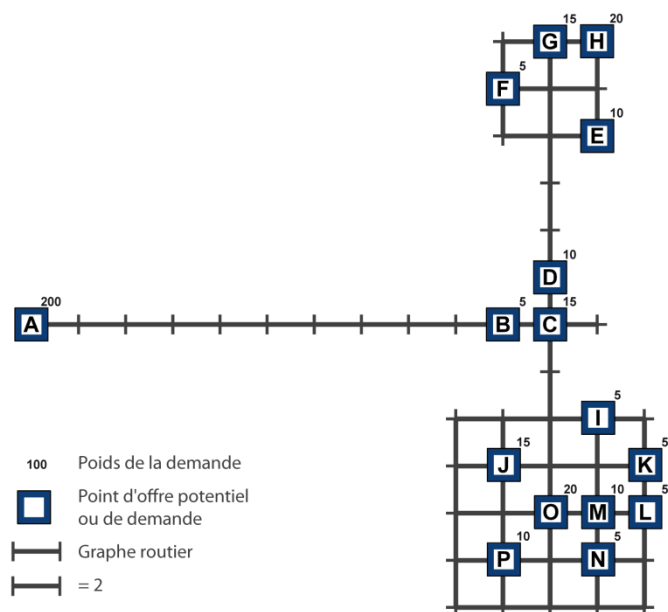 15 20
G H
5
F
10
E
10
D
200 5 15
A B C
5
I
15 5
J K
20 10 5
O M L
10 5
P N
100 Poids de la demande
Point d'offre potentiel
ou de demande
Graphe routier
= 2